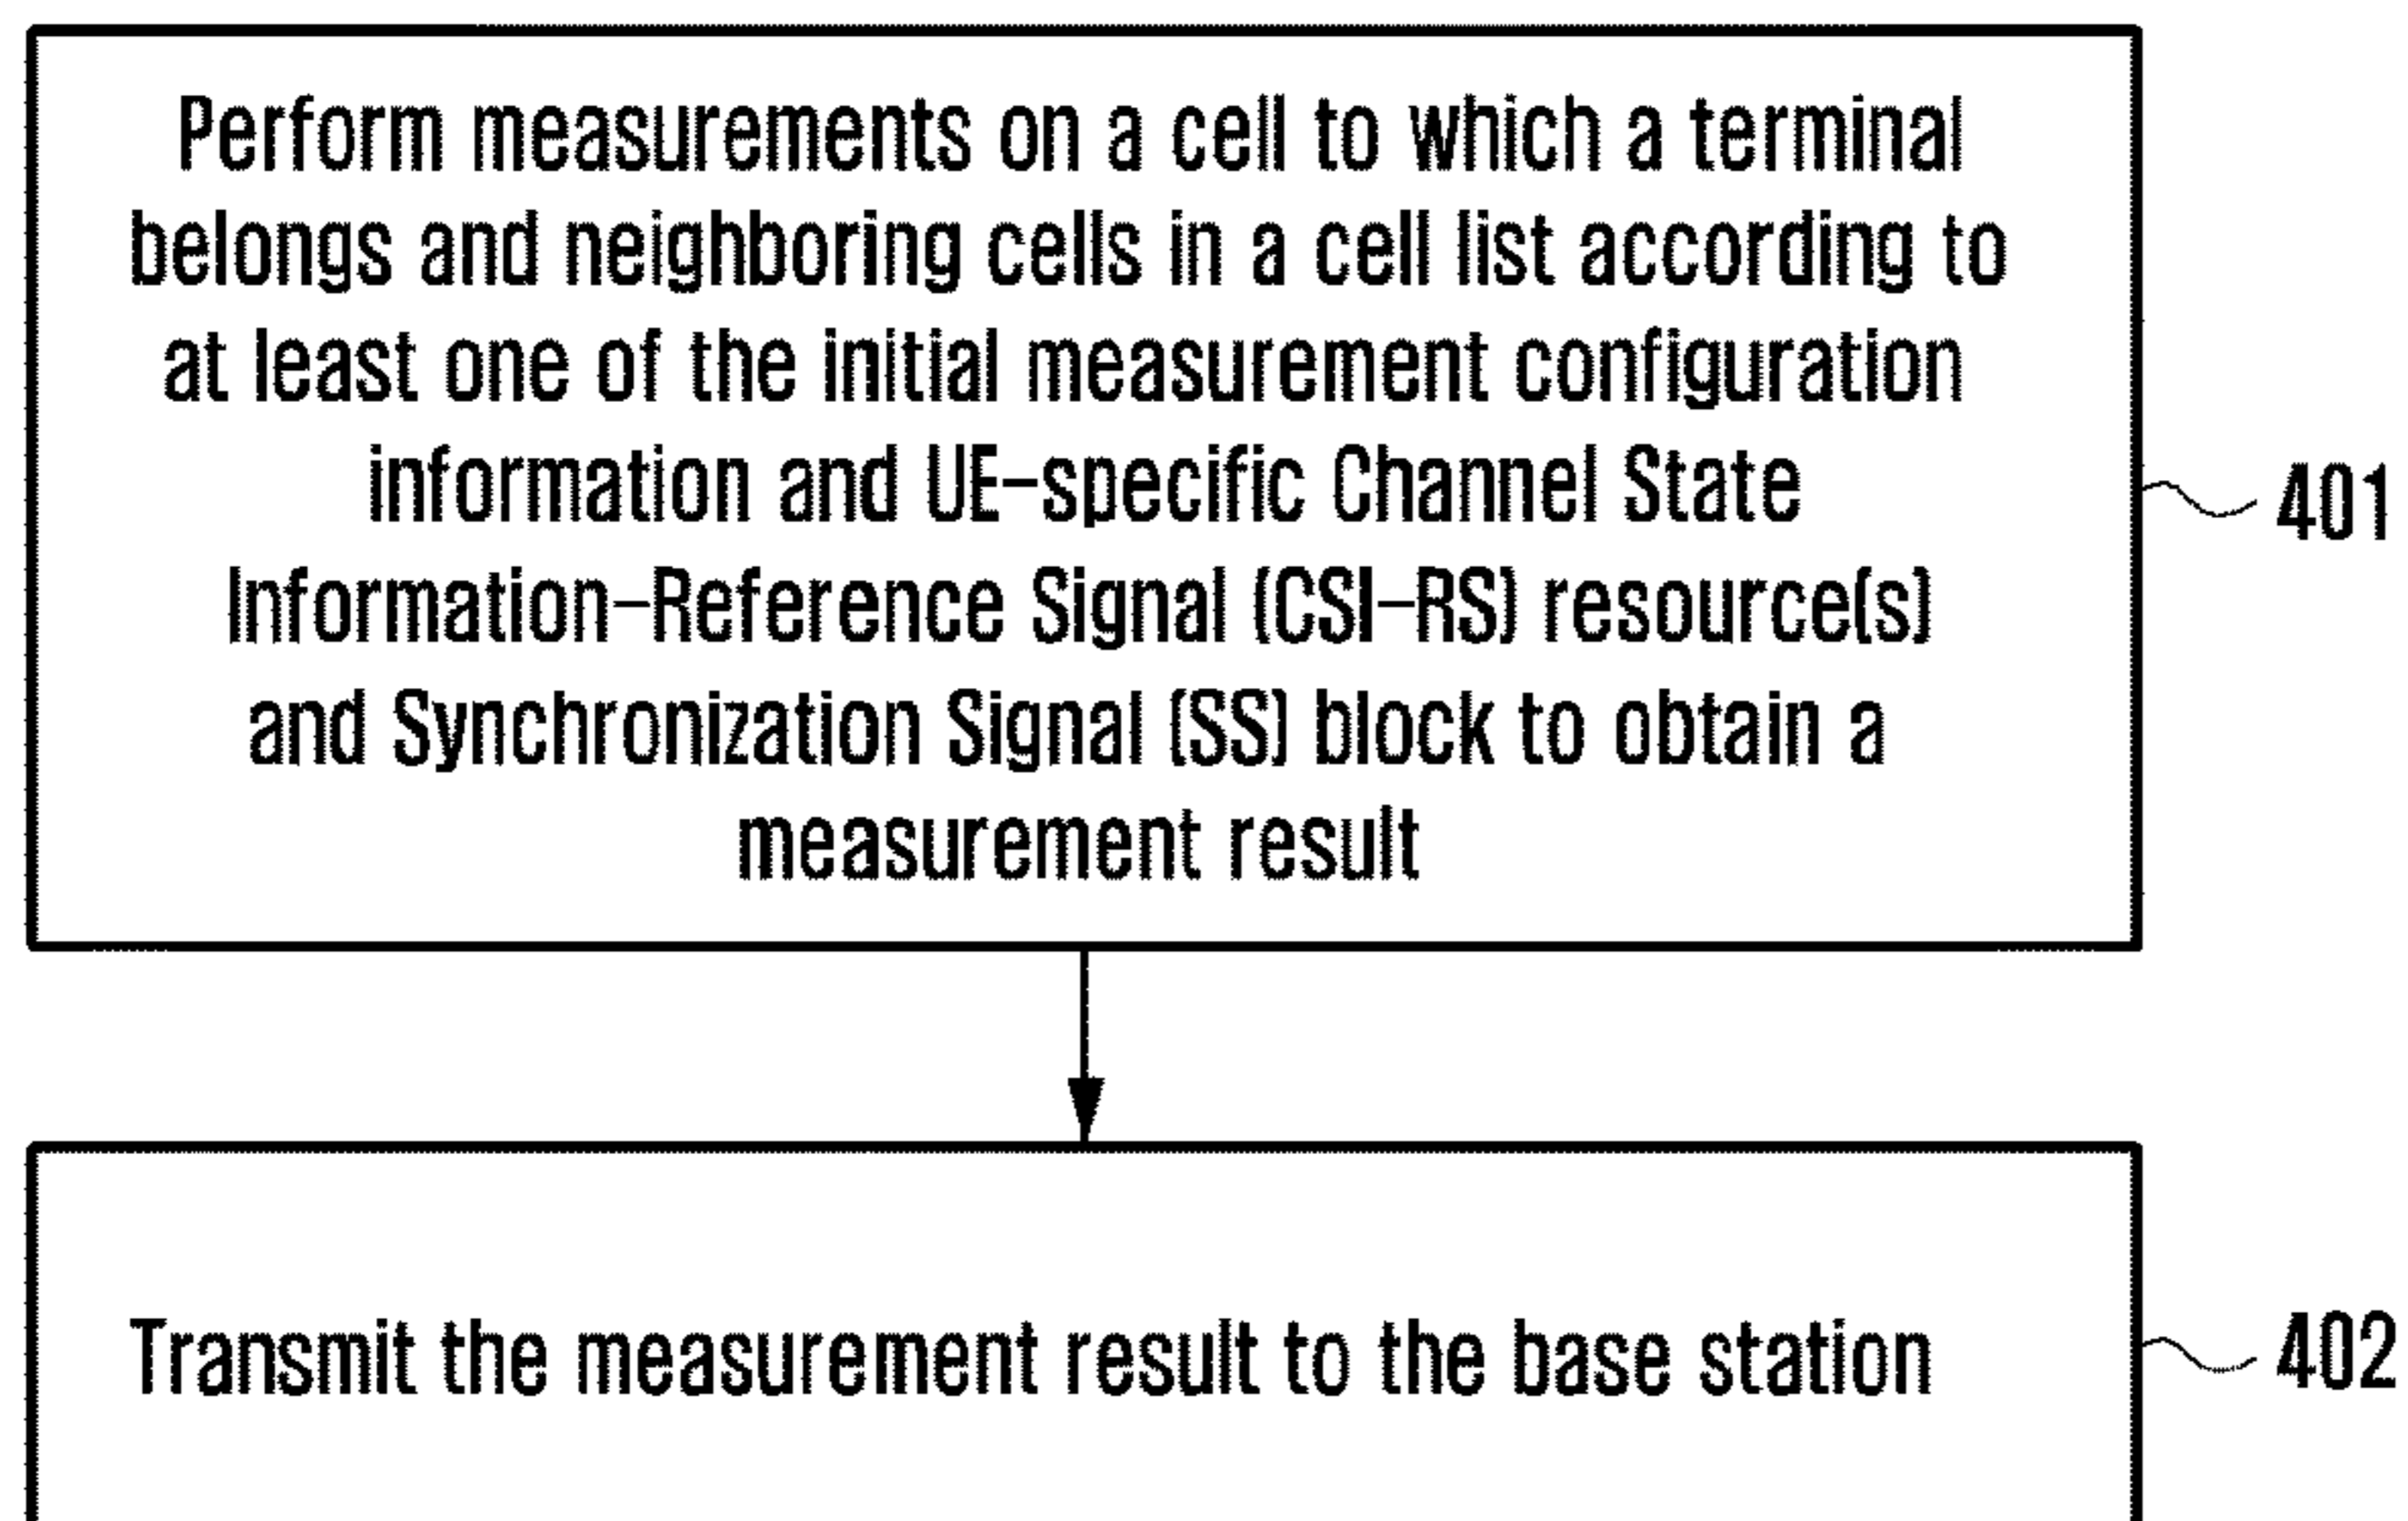 Perform measurements on a cell to which a terminal
belongs and neighboring cells in a cell list according to
at least one of the initial measurement configuration
information and UE-specific Channel State
Information-Reference Signal (CSI-RS) resource(s)
and Synchronization Signal (SS) block to obtain a
measurement result
401
Transmit the measurement result to the base station
402